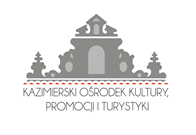 KAZIMIERSKI OŚRODEK KULTURY,
PROMOCJI I TURYSTYKI